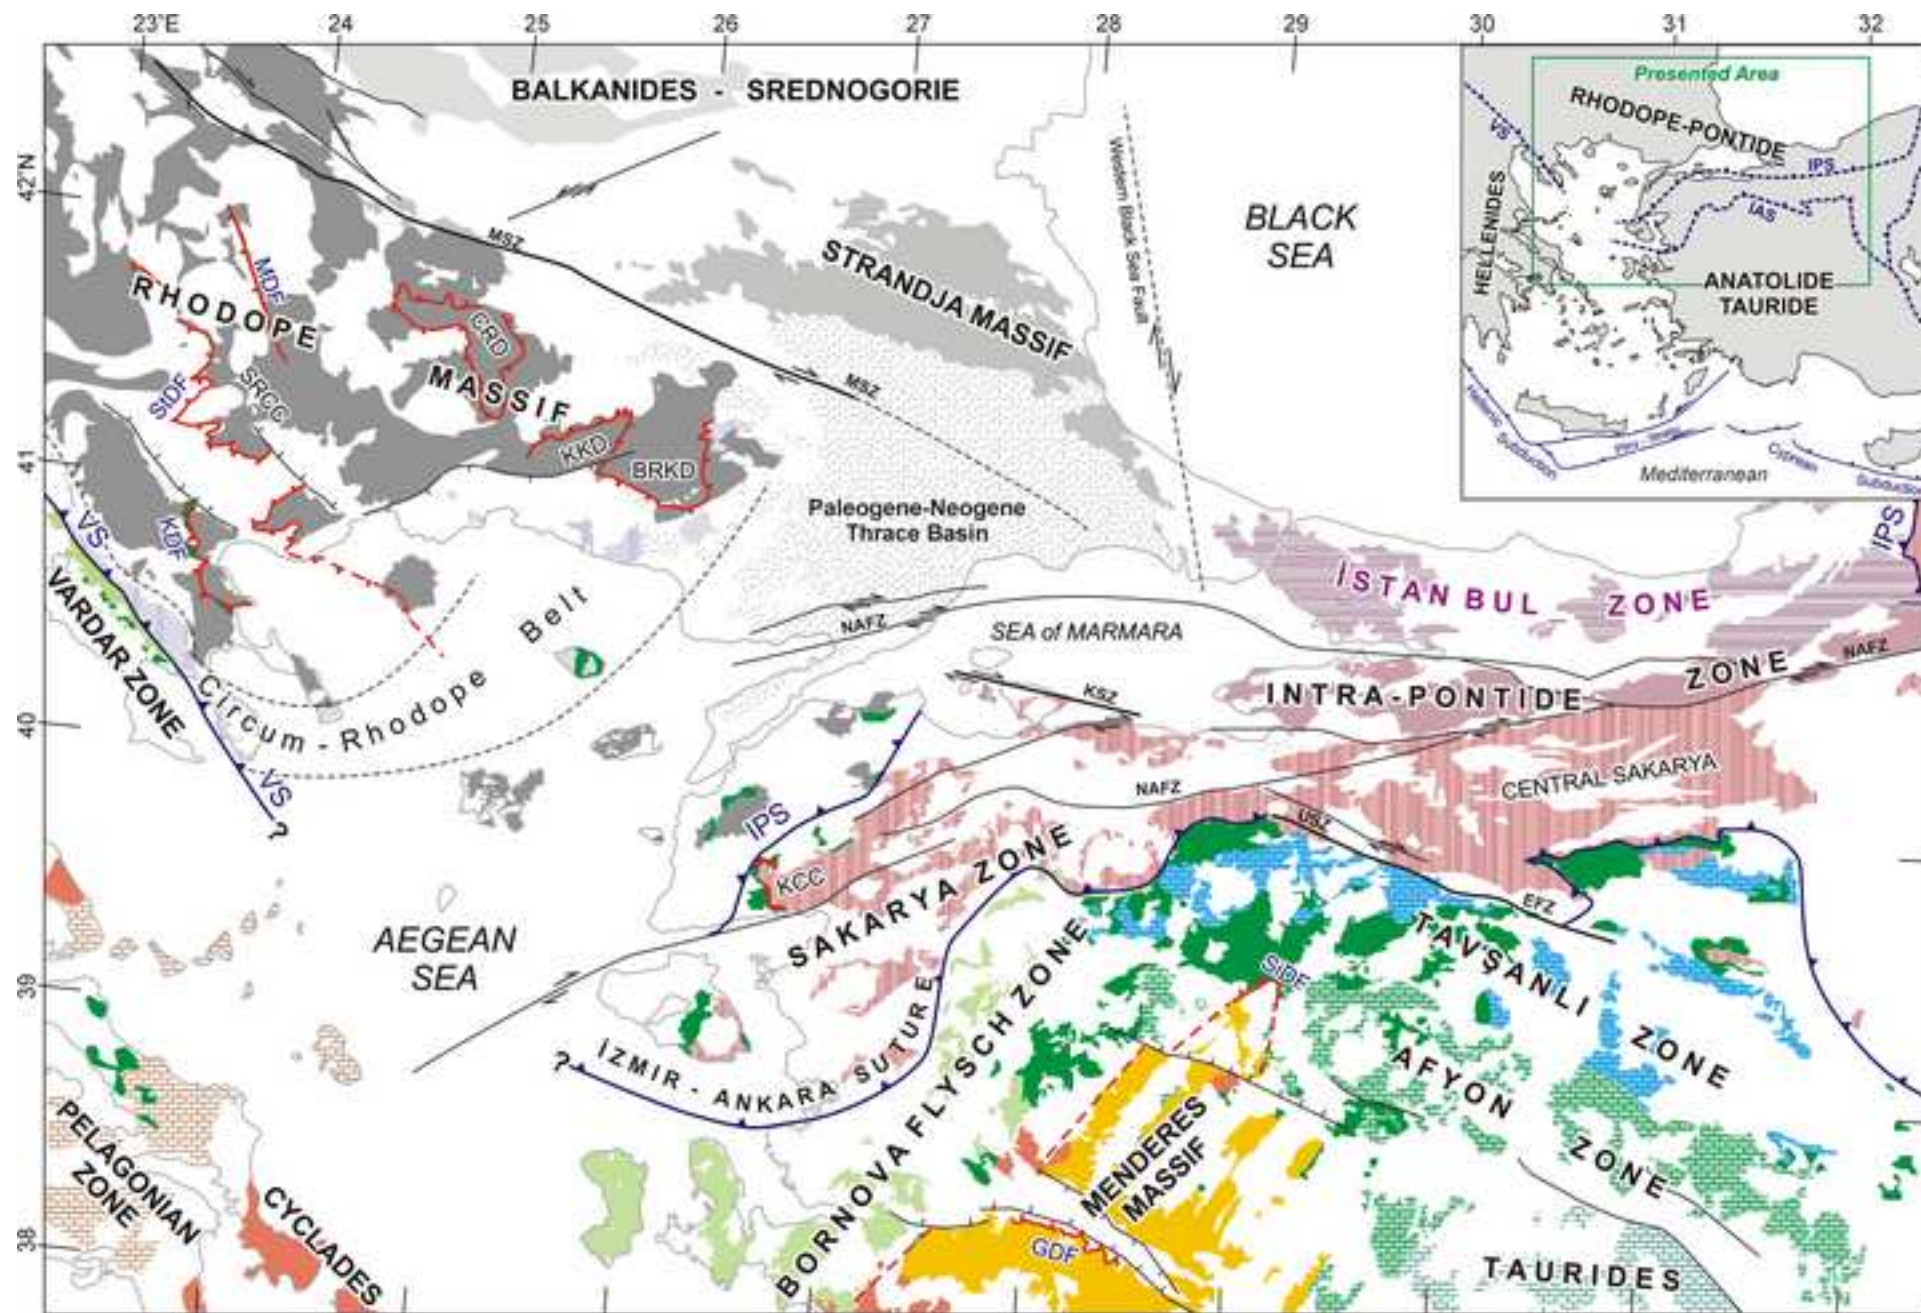 23°E 24 25 26 27 28 29 30 31 32
42°N
41
40
39
38
BALKANIDES - SREDNOGORIE
Presented Area
RHODOPE-PONTIDE
VS
IPS
IAS
HELLENIDES
ANATOLIDE
TAURIDE
Hellenic Subduction
Mediterranean
Cyprean
Subduction
Western Black Sea Fault
BLACK
SEA
MSZ
STRANDJA MASSIF
RHODOPE
MASSIF
MDF
CRD
StDF
SRCC
MSZ
KKD
BRKD
KDF
Paleogene-Neogene
Thrace Basin
VS
VARDAR ZONE
Circum-Rhodope Belt
VS
?
IPS
İSTANBUL ZONE
NAFZ
SEA of MARMARA
NAFZ
KSZ
INTRA-PONTIDE ZONE
CENTRAL SAKARYA
NAFZ
IPS
USZ
KCC
SAKARYA ZONE
EFZ
AEGEAN
SEA
TAVŞANLI ZONE
SiDF
?
İZMIR - ANKARA SUTURE
BORNOVA FLYSCH ZONE
AFYON ZONE
PELAGONIAN
ZONE
CYCLADES
MENDERES
MASSIF
GDF
TAURIDES